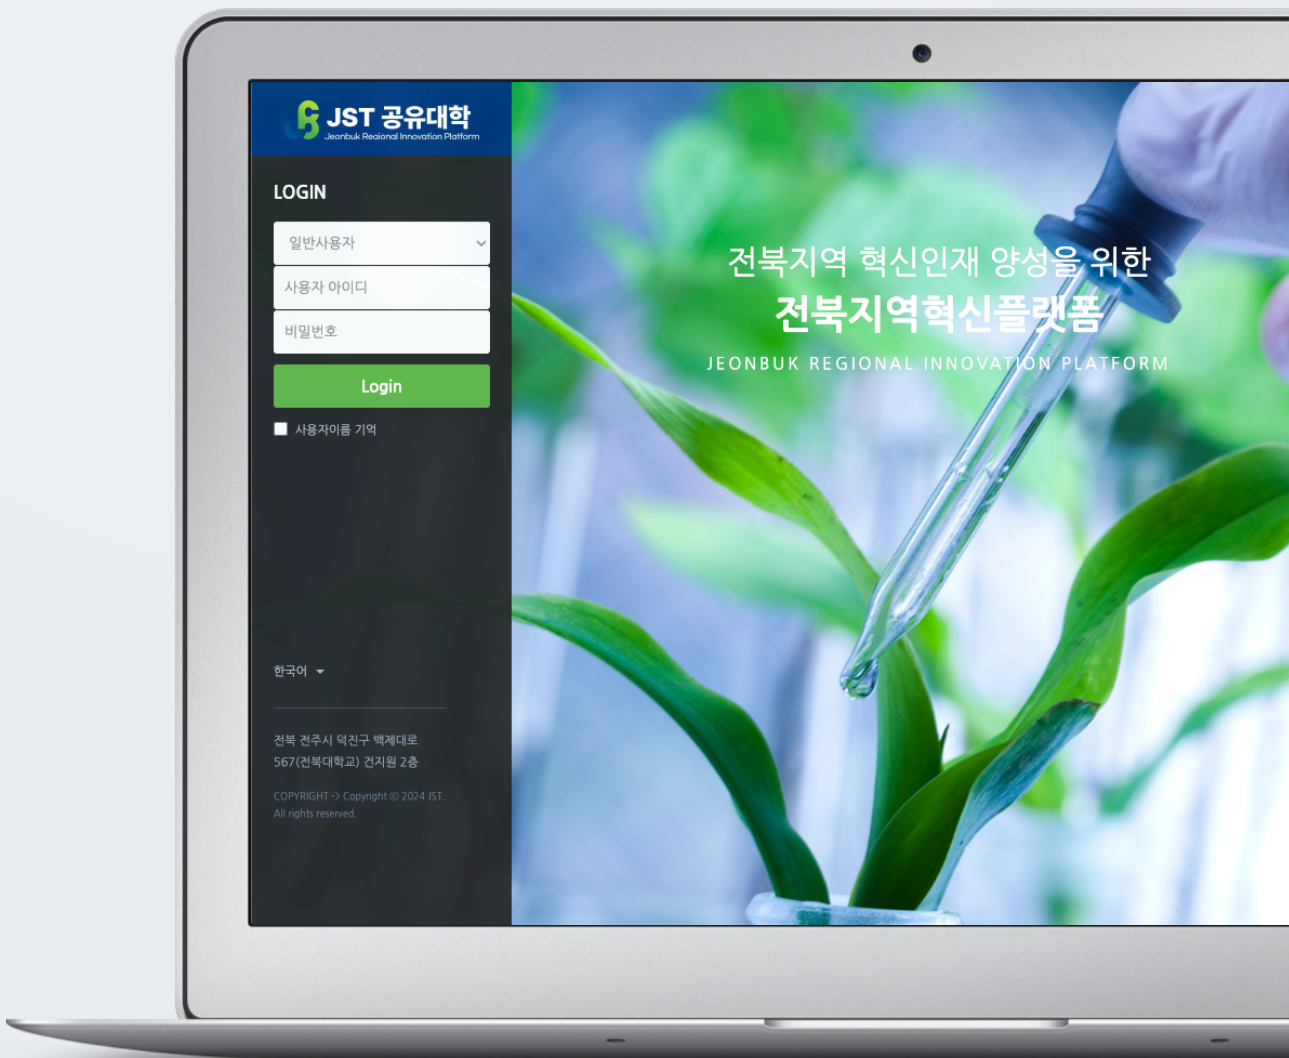 JST 공유대학
Jeonbuk Regional Innovation Platform
LOGIN
일반사용자
사용자 아이디
비밀번호
Login
사용자이름 기억
한국어
전북 전주시 덕진구 백제대로
567(전북대학교) 건지원 2층
COPYRIGHT -> Copyright ⓒ 2024 JST.
All rights reserved.
전북지역 혁신인재 양성을 위한
전북지역혁신플랫폼
JEONBUK REGIONAL INNOVATION PLATFORM